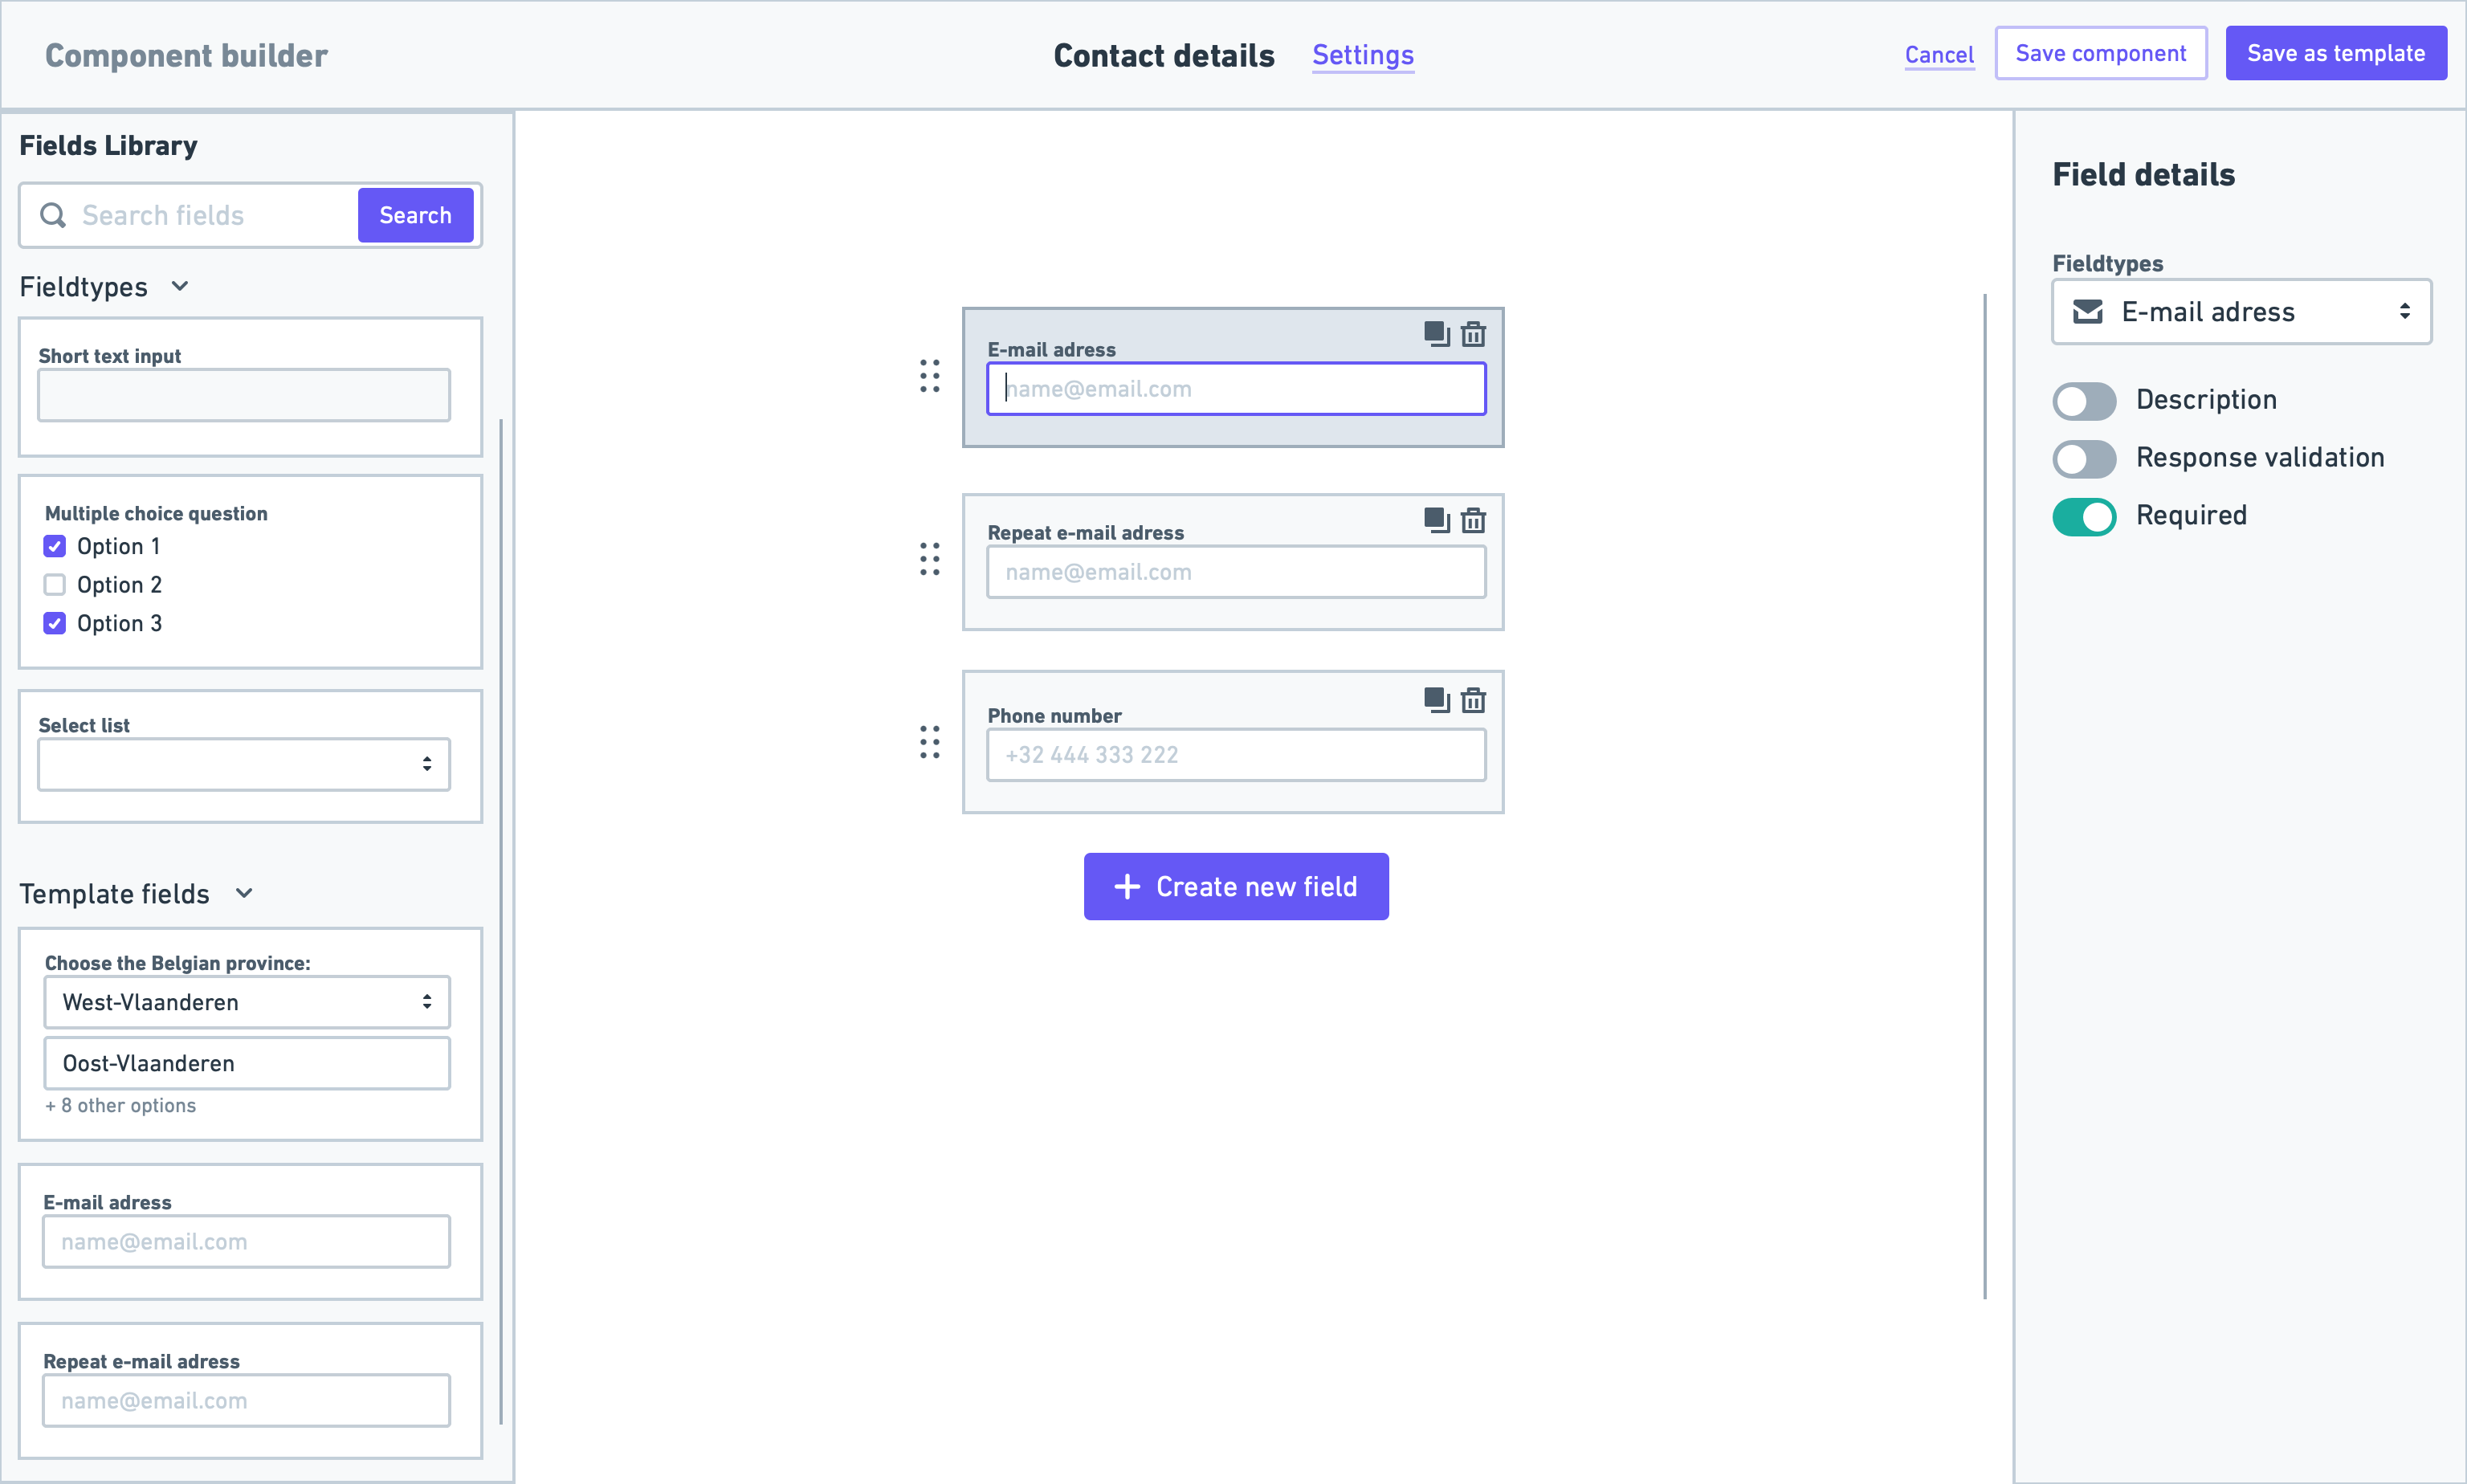 Component builder
Contact details
Settings
Cancel
Save component
Save as template
Fields Library
Search fields
Search
Fieldtypes
Short text input
Multiple choice question
Option 1
Option 2
Option 3
Select list
Template fields
Choose the Belgian province:
West-Vlaanderen
Oost-Vlaanderen
+ 8 other options
E-mail adress
name@email.com
Repeat e-mail adress
name@email.com
E-mail adress
name@email.com
Repeat e-mail adress
name@email.com
Phone number
+32 444 333 222
Create new field
Field details
Fieldtypes
E-mail adress
Description
Response validation
Required